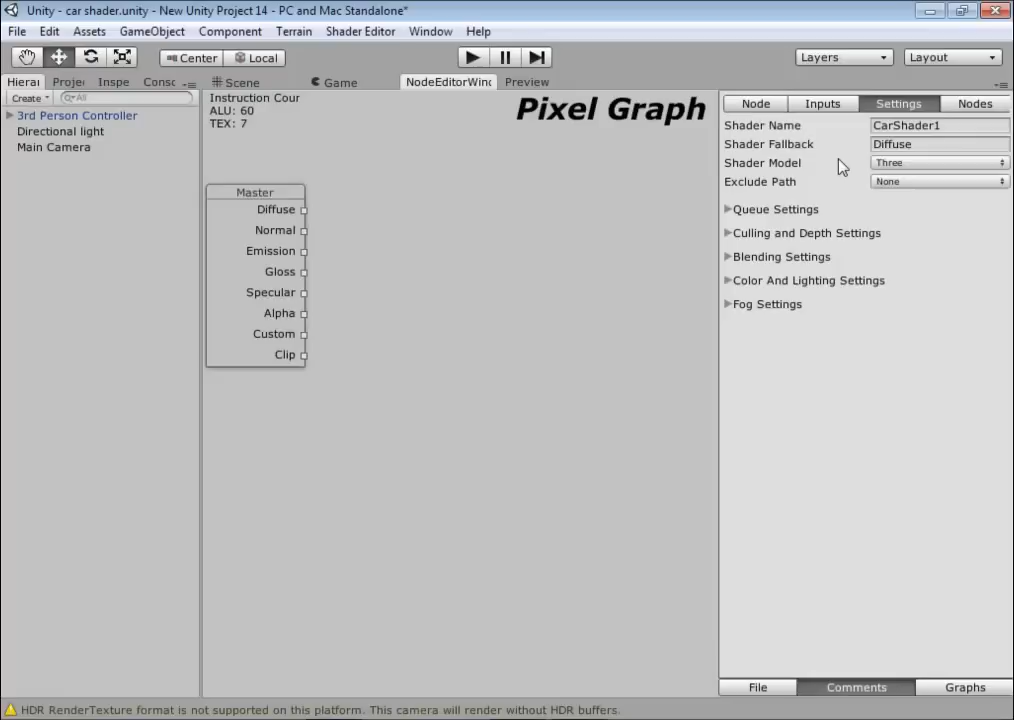 Unity - car shader.unity - New Unity Project 14 - PC and Mac Standalone*
File Edit Assets GameObject Component Terrain Shader Editor Window Help
Center Local Layers Layout
Hierar Projec Inspe Consc Scene Game NodeEditorWinc Preview
Create All
3rd Person Controller
Directional light
Main Camera
Instruction Cour
ALU: 60
TEX: 7
Pixel Graph
Master
Diffuse
Normal
Emission
Gloss
Specular
Alpha
Custom
Clip
Node Inputs Settings Nodes
Shader Name CarShader1
Shader Fallback Diffuse
Shader Model Three
Exclude Path None
Queue Settings
Culling and Depth Settings
Blending Settings
Color And Lighting Settings
Fog Settings
File Comments Graphs
HDR RenderTexture format is not supported on this platform. This camera will render without HDR buffers.